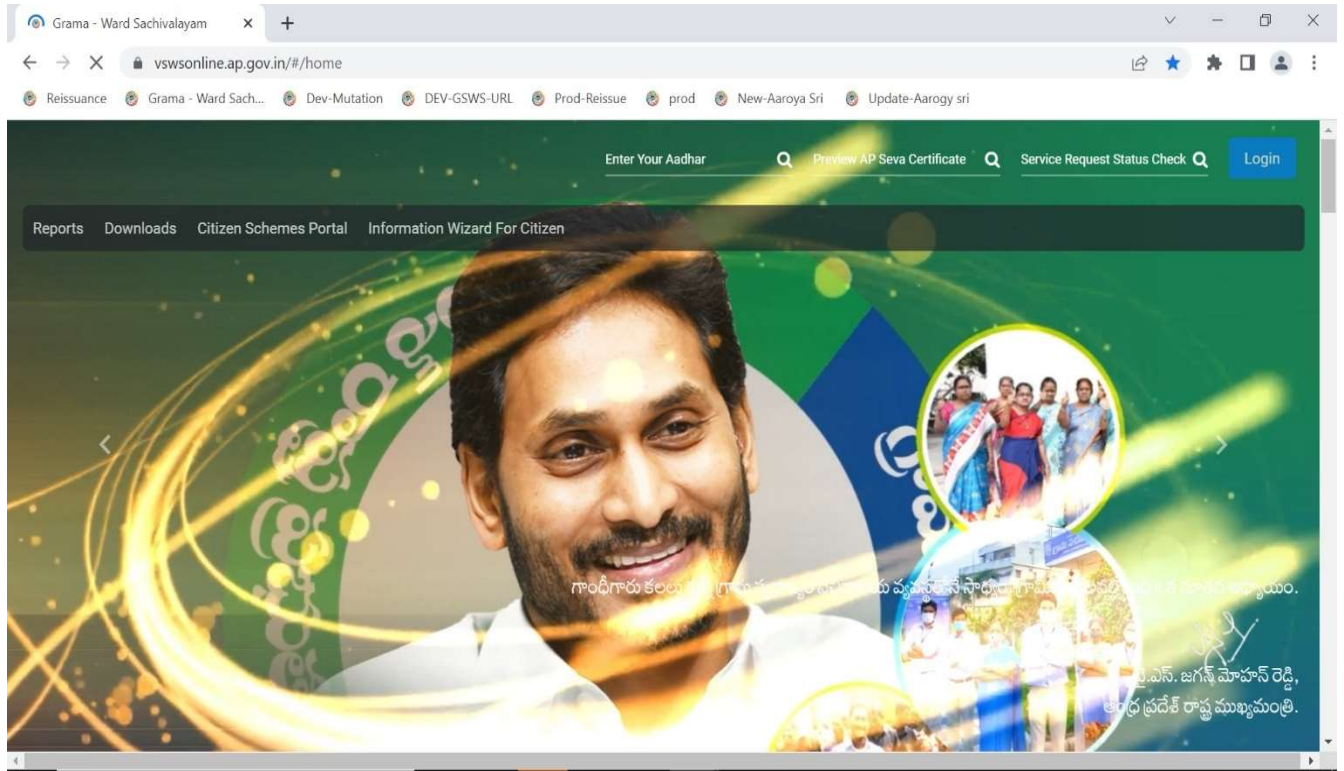 Grama - Ward Sachivalayam
vswsonline.ap.gov.in/#/home
Reissuance Grama - Ward Sach... Dev-Mutation DEV-GSWS-URL Prod-Reissue prod New-Aaroya Sri Update-Aarogy sri
Enter Your Aadhar Preview AP Seva Certificate Service Request Status Check Login
Reports Downloads Citizen Schemes Portal Information Wizard For Citizen
గాంధీగారు
వై.ఎస్. జగన్ మోహన్ రెడ్డి,
ఆంధ్ర ప్రదేశ్ రాష్ట్ర ముఖ్యమంత్రి.